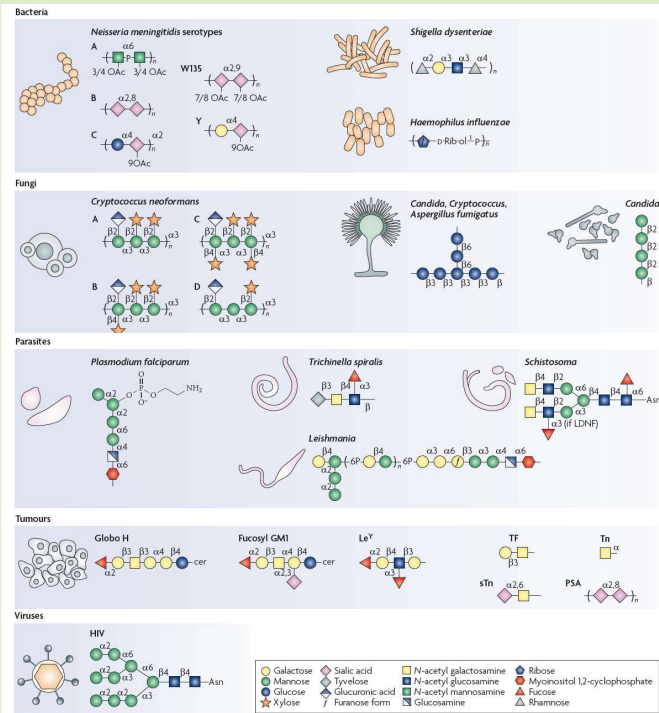 Bacteria
Neisseria meningitidis serotypes
A
α6
P
n
3/4 OAc 3/4 OAc
B
α2,8
n
C
α4 α2
n
9OAc
W135
α2,9
n
7/8 OAc 7/8 OAc
Y
α4
n
9OAc
Shigella dysenteriae
α2 α3 α3 α4
n
Haemophilus influenzae
D-Rib-ol-1-P
n
Fungi
Cryptococcus neoformans
A
β2 β2 β2 α3
α3 α3 n
B
β2 β2 β2 α3
β4 α3 α3 n
C
β2 β2 β2 α3
β4 α3 α3 β4 n
D
β2 β2 α3
α3 α3 n
Candida, Cryptococcus,
Aspergillus fumigatus
β6
β6
β3 β3 β3 β3 β
Candida
β2
β2
β2
β
Parasites
Plasmodium falciparum
α2
O
O P O NH3
O-
α2
α2
α6
α4
α6
Trichinella spiralis
β3 β4 α3
β
Schistosoma
β4 β2 α6
β4 β4 α6
Asn
β4 β2 α3
α3 (if LDNF)
Leishmania
β4 6P β4 6P α3 α6 β3 α3 α4 α6
n f
α2
α2
Tumours
Globo H
β3 β3 α4 β4
cer
α2
Fucosyl GM1
α2 β3 β4 β4
cer
α2,3
LeY
α2 β4 β3
α3
TF
β3
Tn
α
sTn
α2,6
PSA
α2,8
n
Viruses
HIV
α2 α6
α2 α3 α6
α2 α2 α3
β4 β4
Asn
Galactose
Mannose
Glucose
Xylose
Sialic acid
Tyvelose
Glucuronic acid
f Furanose form
N-acetyl galactosamine
N-acetyl glucosamine
N-acetyl mannosamine
Glucosamine
Ribose
Myoinositol 1,2-cyclophosphate
Fucose
Rhamnose